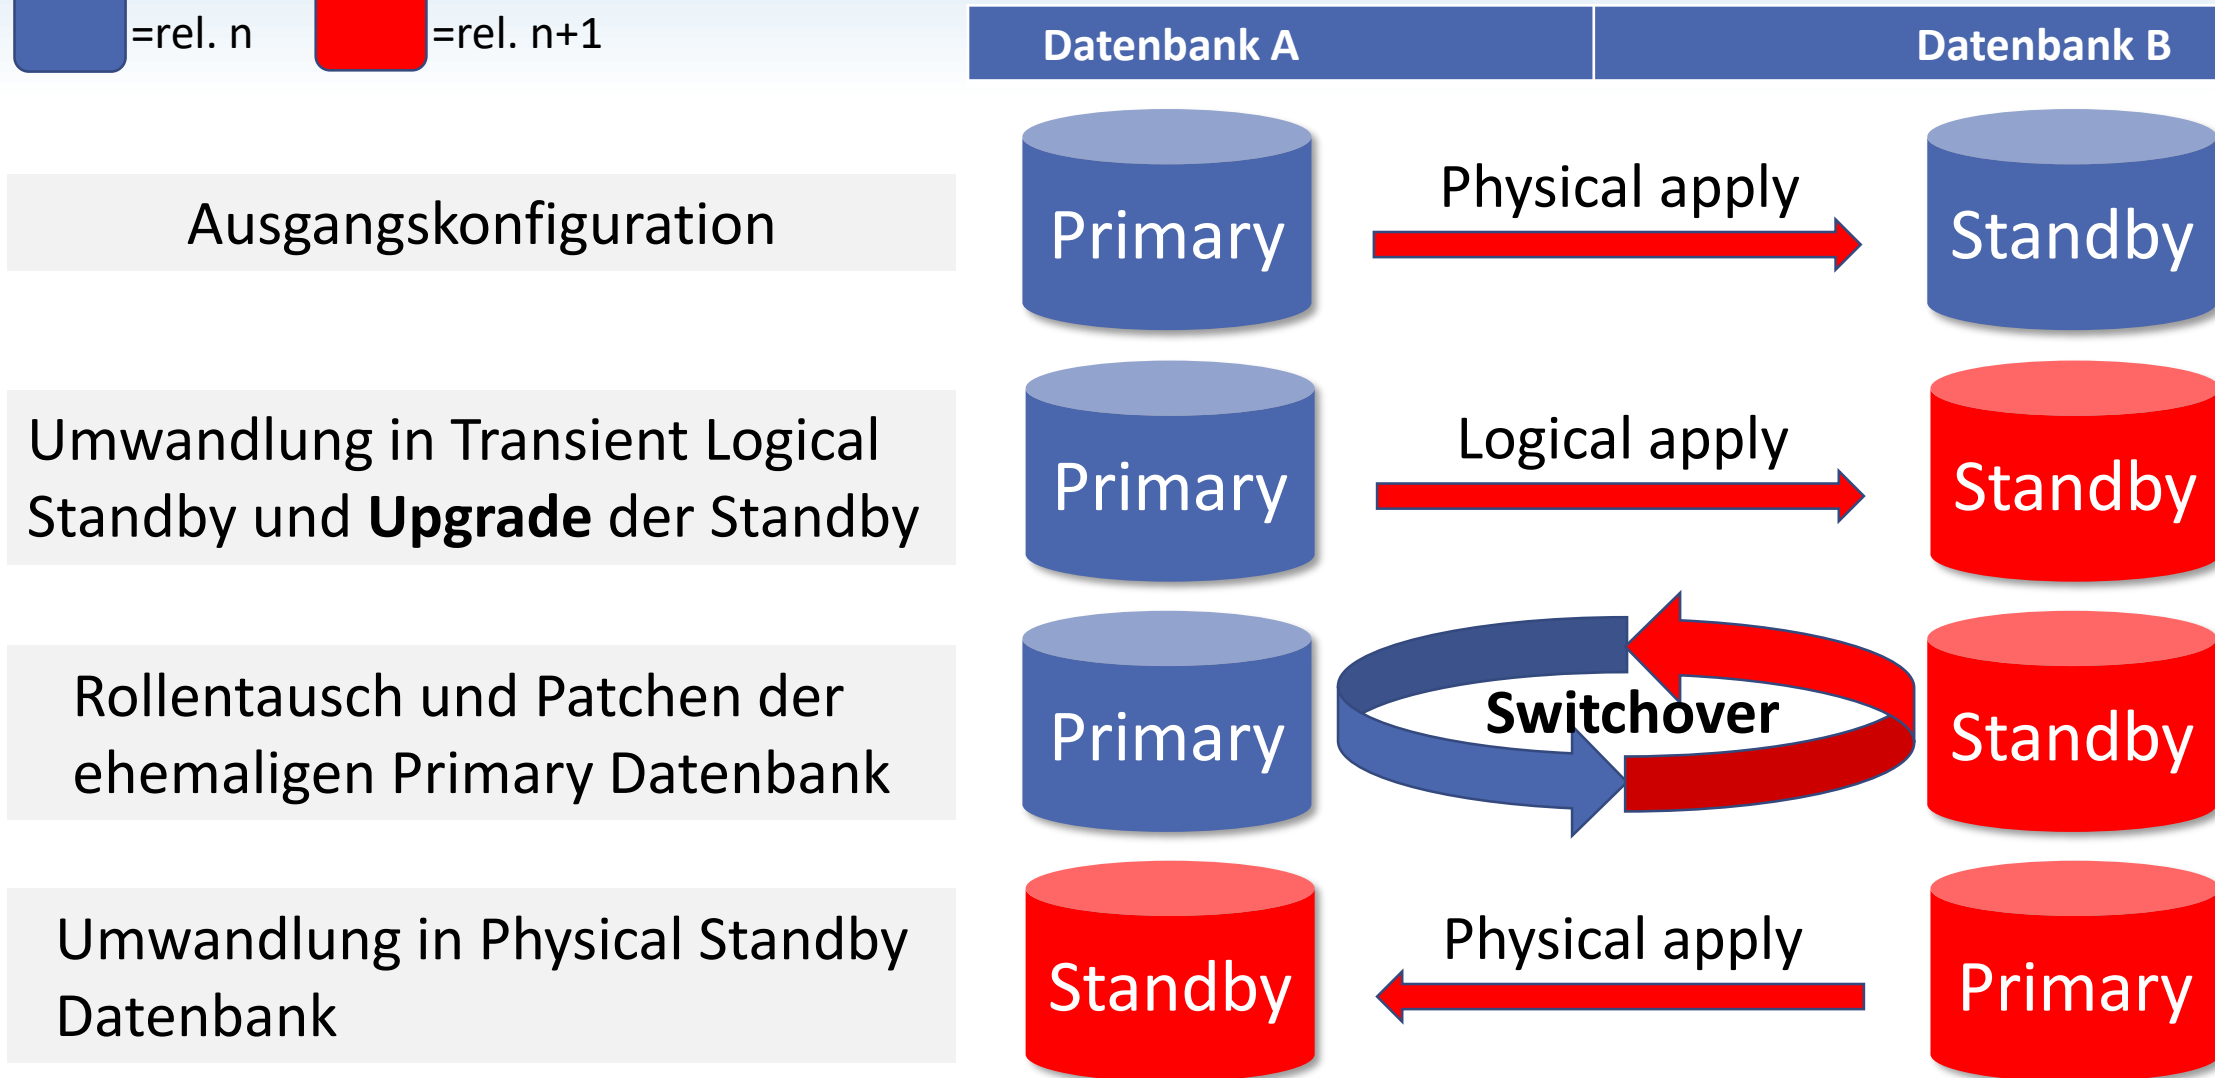 =rel. n
=rel. n+1
Datenbank A
Datenbank B
Ausgangskonfiguration
Primary
Physical apply
Standby
Umwandlung in Transient Logical
Standby und Upgrade der Standby
Primary
Logical apply
Standby
Rollentausch und Patchen der
ehemaligen Primary Datenbank
Primary
Switchover
Standby
Umwandlung in Physical Standby
Datenbank
Standby
Physical apply
Primary